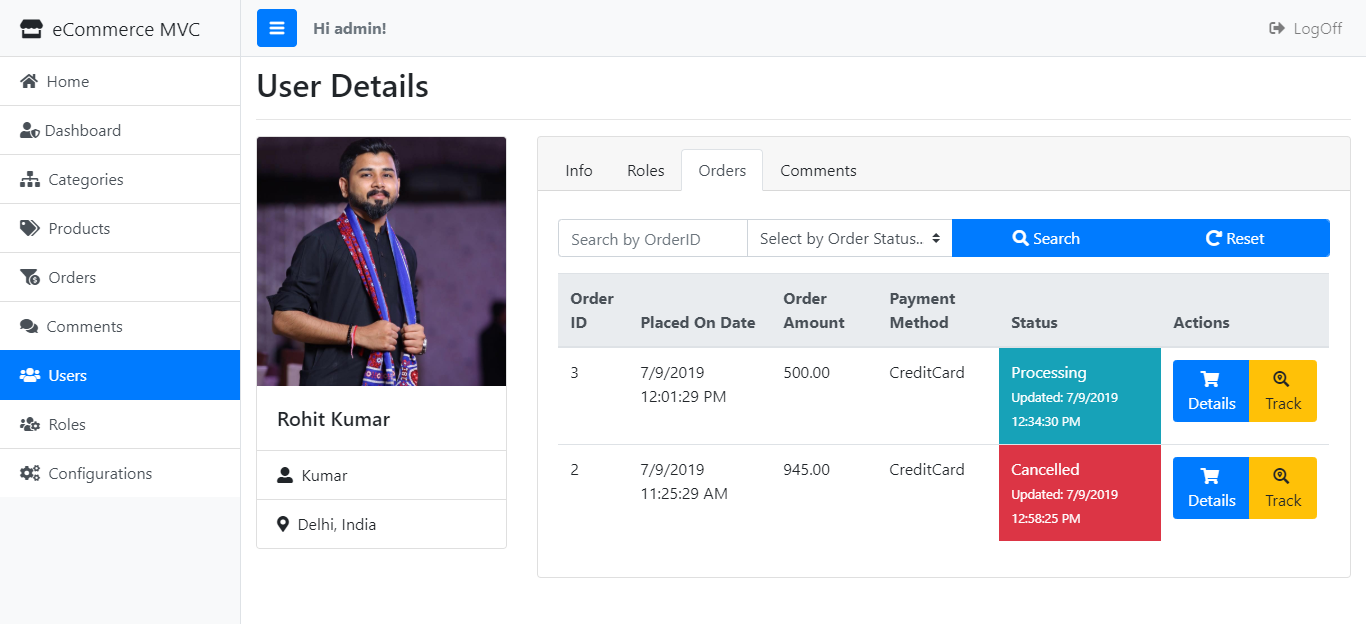 eCommerce MVC
Hi admin!
LogOff
Home
Dashboard
Categories
Products
Orders
Comments
Users
Roles
Configurations
User Details
Rohit Kumar
Kumar
Delhi, India
Info Roles Orders Comments
Search by OrderID Select by Order Status.. Search Reset
Order ID Placed On Date Order Amount Payment Method Status Actions
3 7/9/2019 12:01:29 PM 500.00 CreditCard Processing Updated: 7/9/2019 12:34:30 PM Details Track
2 7/9/2019 11:25:29 AM 945.00 CreditCard Cancelled Updated: 7/9/2019 12:58:25 PM Details Track